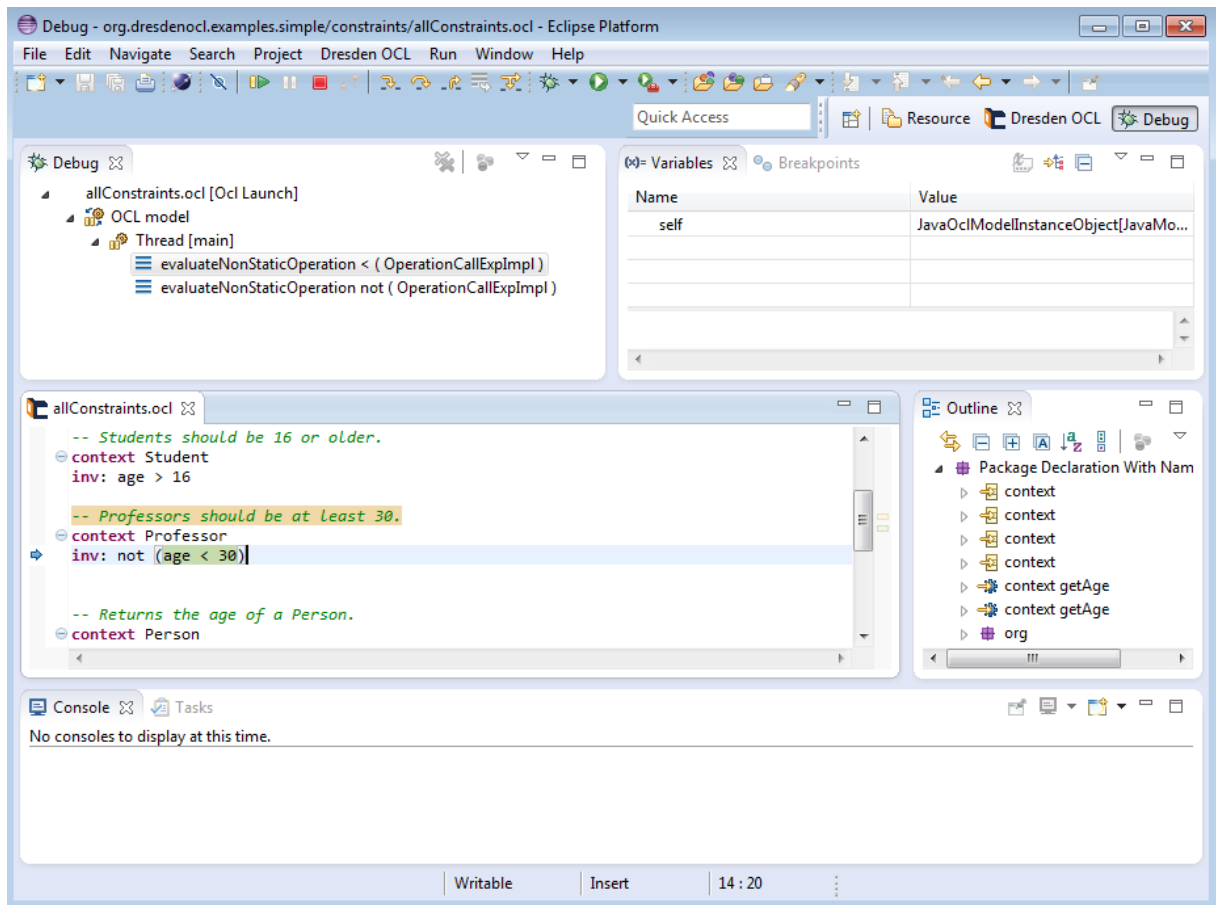 Debug - org.dresdenocl.examples.simple/constraints/allConstraints.ocl - Eclipse Platform
File Edit Navigate Search Project Dresden OCL Run Window Help
Quick Access
Resource Dresden OCL Debug
Debug
allConstraints.ocl [Ocl Launch]
OCL model
Thread [main]
evaluateNonStaticOperation < ( OperationCallExpImpl )
evaluateNonStaticOperation not ( OperationCallExpImpl )
(x)= Variables Breakpoints
Name Value
self JavaOclModelInstanceObject[JavaMo...
allConstraints.ocl
-- Students should be 16 or older.
context Student
inv: age > 16
-- Professors should be at least 30.
context Professor
inv: not (age < 30)
-- Returns the age of a Person.
context Person
Outline
Package Declaration With Nam
context
context
context
context
context getAge
context getAge
org
Console Tasks
No consoles to display at this time.
Writable Insert 14 : 20